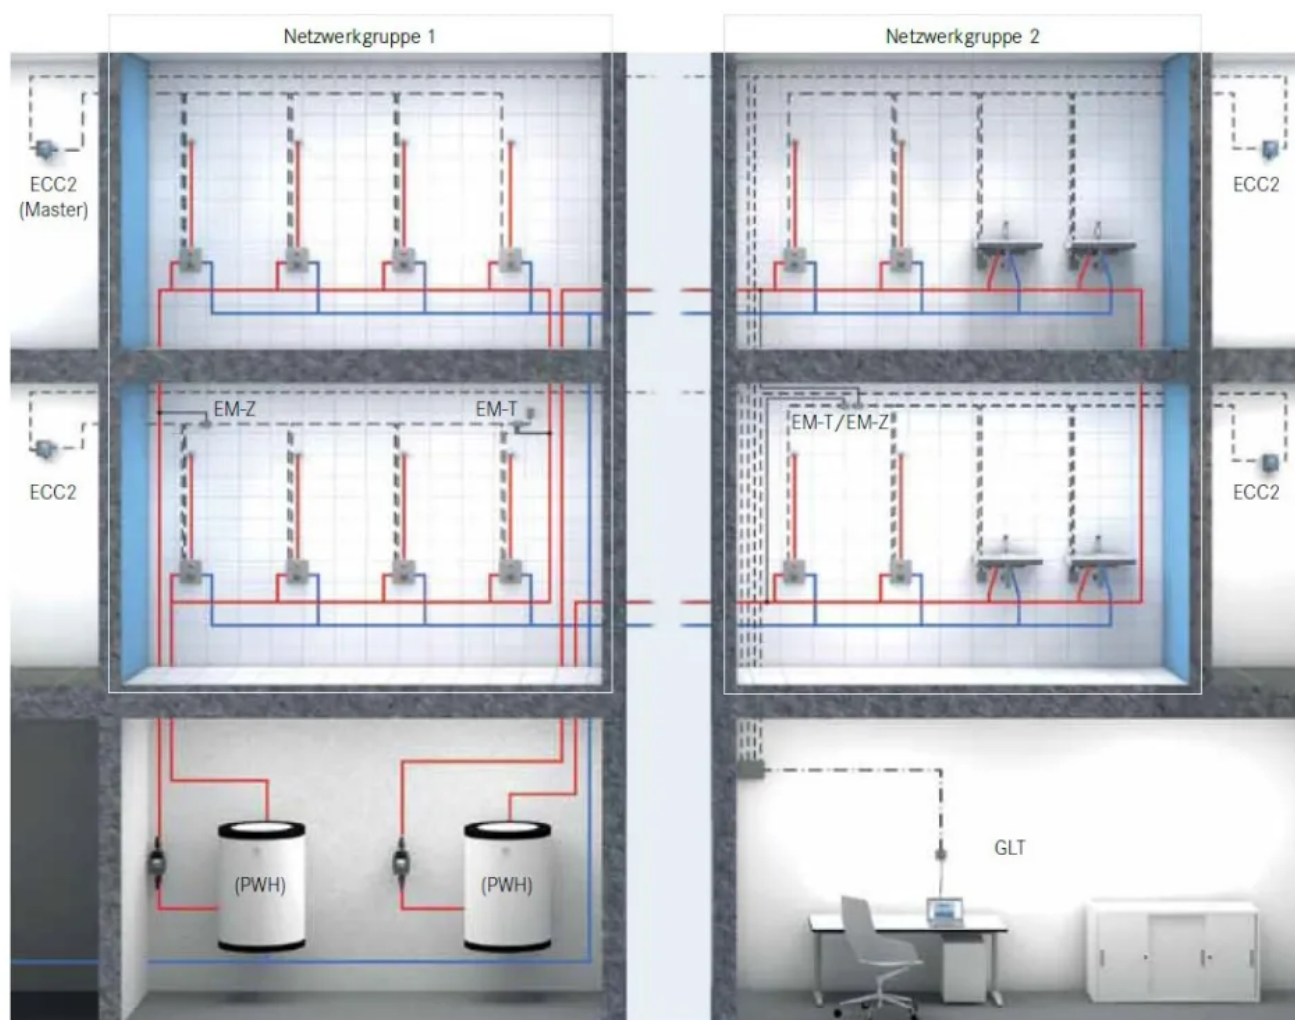 Netzwerkgruppe 1
Netzwerkgruppe 2
ECC2
(Master)
ECC2
EM-Z
EM-T
EM-T/EM-Z
ECC2
ECC2
(PWH)
(PWH)
GLT